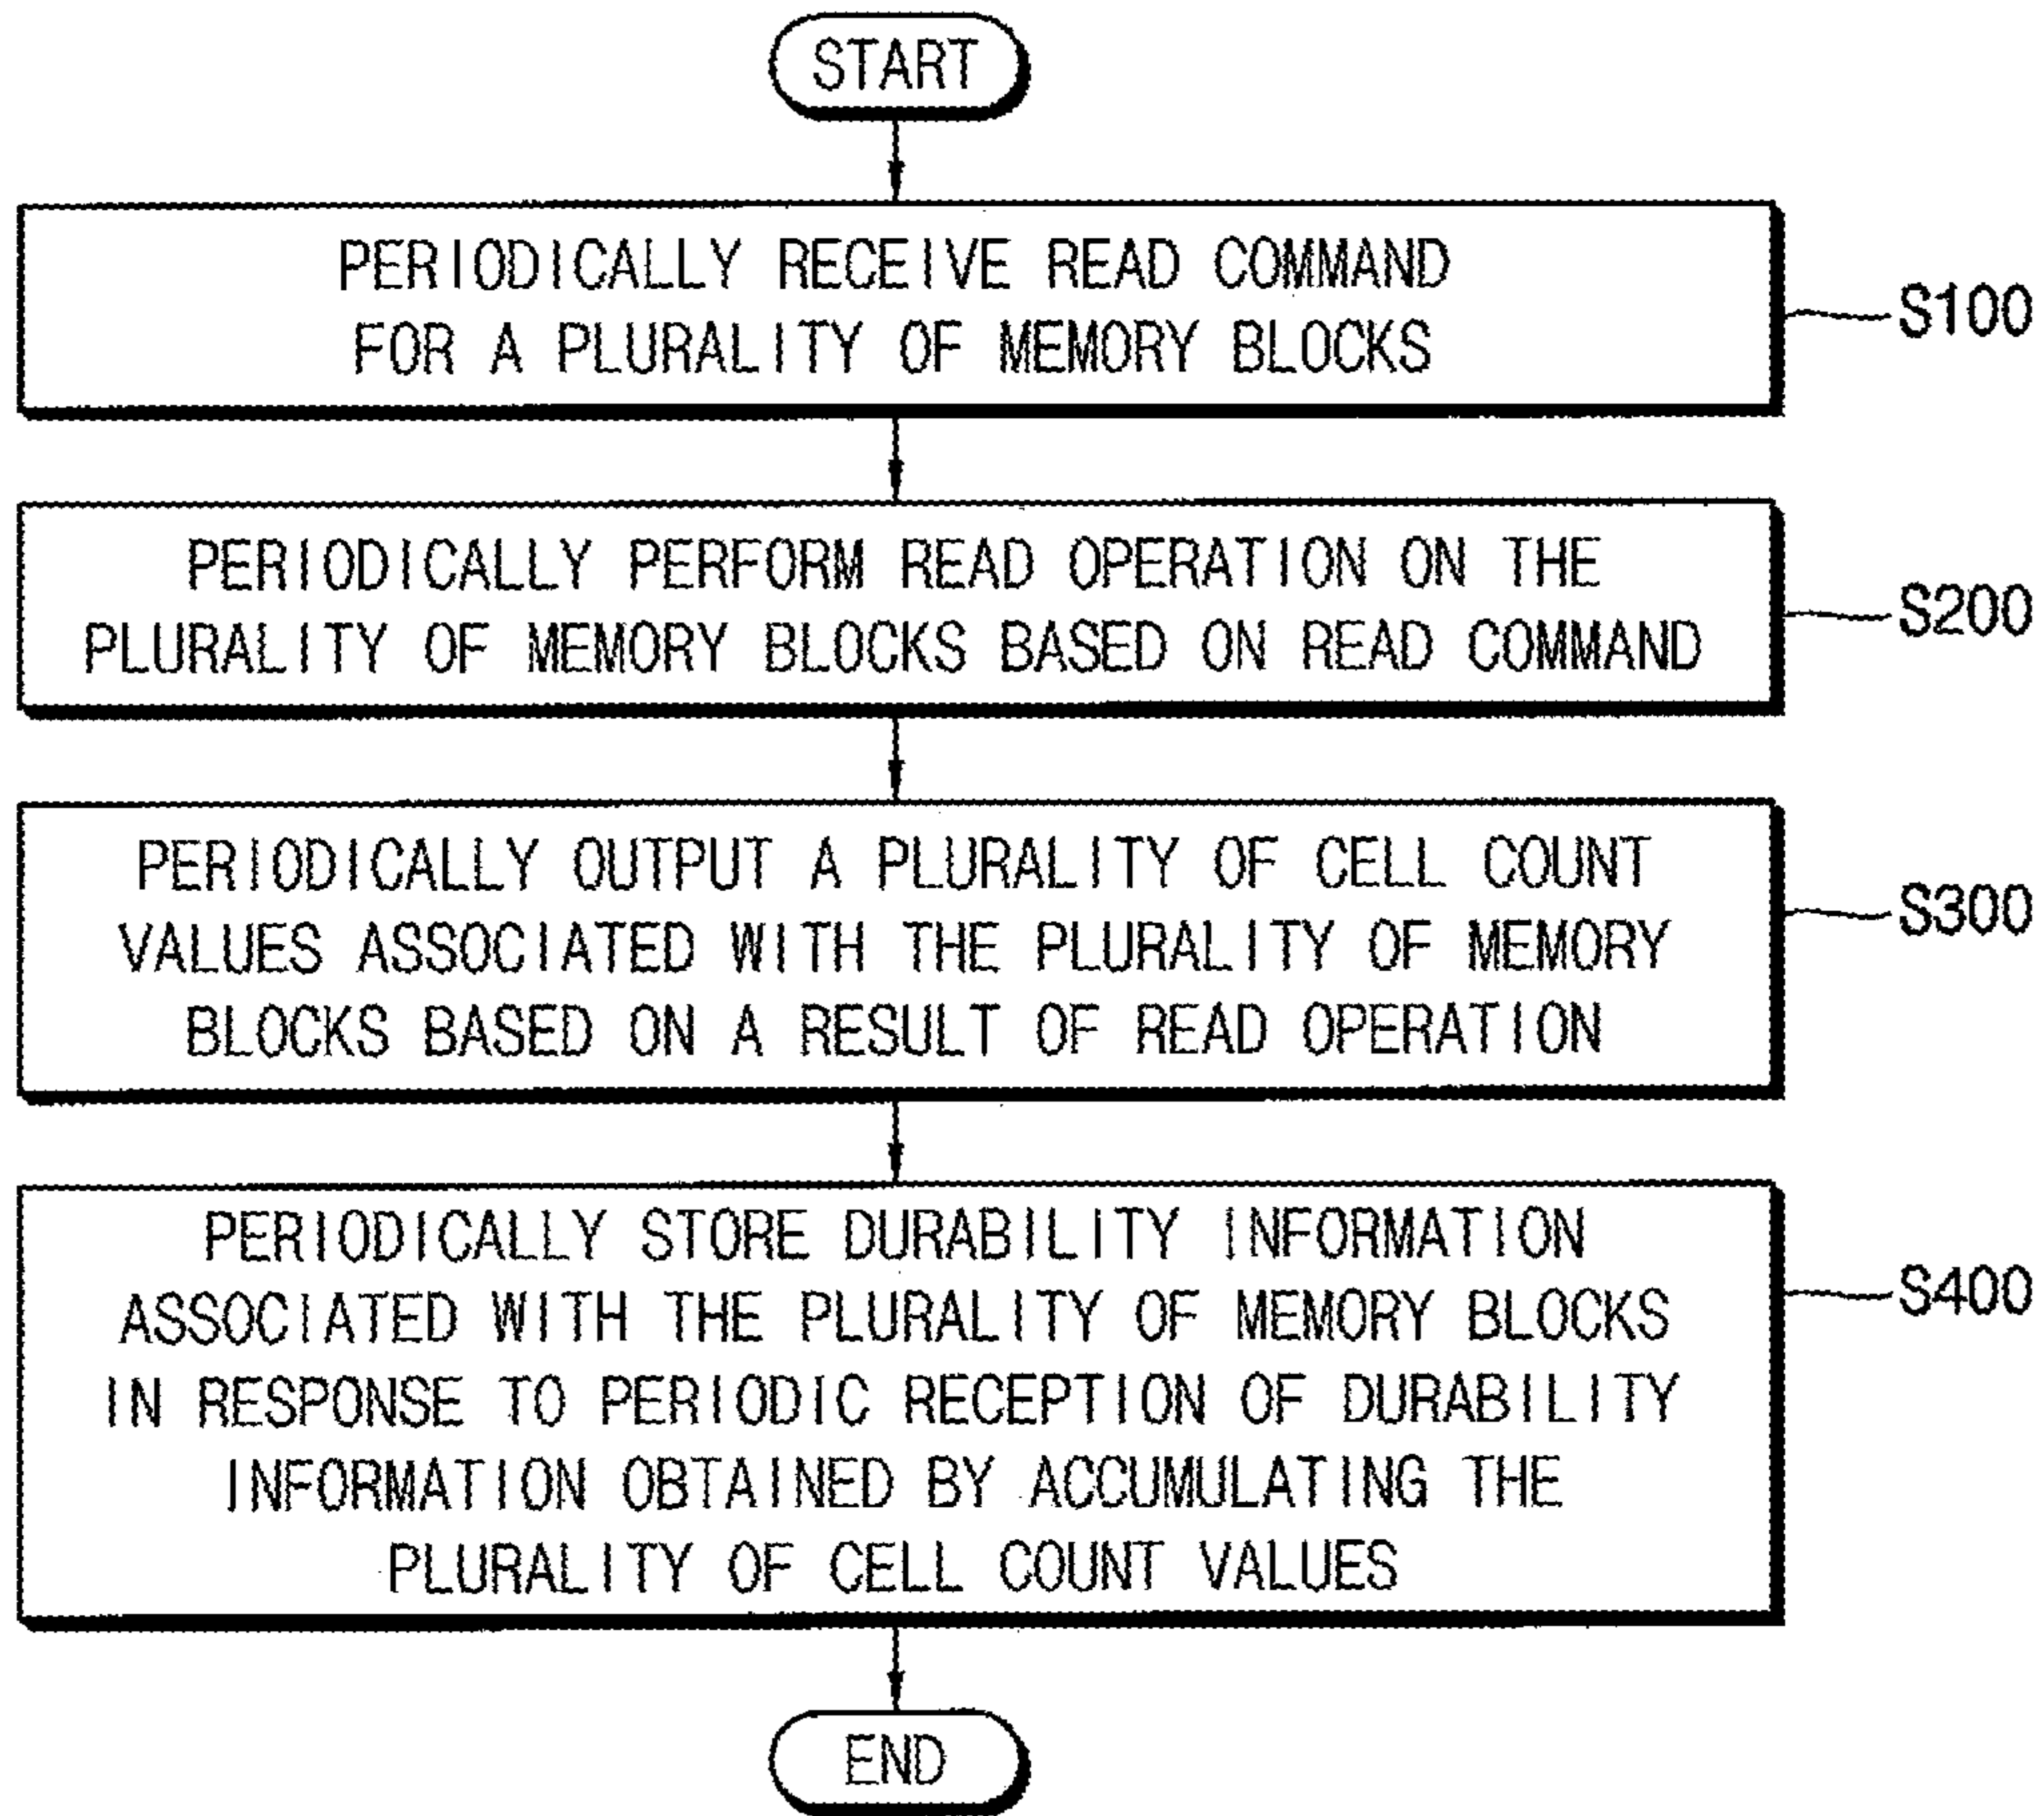 START
PERIODICALLY RECEIVE READ COMMAND
FOR A PLURALITY OF MEMORY BLOCKS
S100
PERIODICALLY PERFORM READ OPERATION ON THE
PLURALITY OF MEMORY BLOCKS BASED ON READ COMMAND
S200
PERIODICALLY OUTPUT A PLURALITY OF CELL COUNT
VALUES ASSOCIATED WITH THE PLURALITY OF MEMORY
BLOCKS BASED ON A RESULT OF READ OPERATION
S300
PERIODICALLY STORE DURABILITY INFORMATION
ASSOCIATED WITH THE PLURALITY OF MEMORY BLOCKS
IN RESPONSE TO PERIODIC RECEPTION OF DURABILITY
INFORMATION OBTAINED BY ACCUMULATING THE
PLURALITY OF CELL COUNT VALUES
S400
END